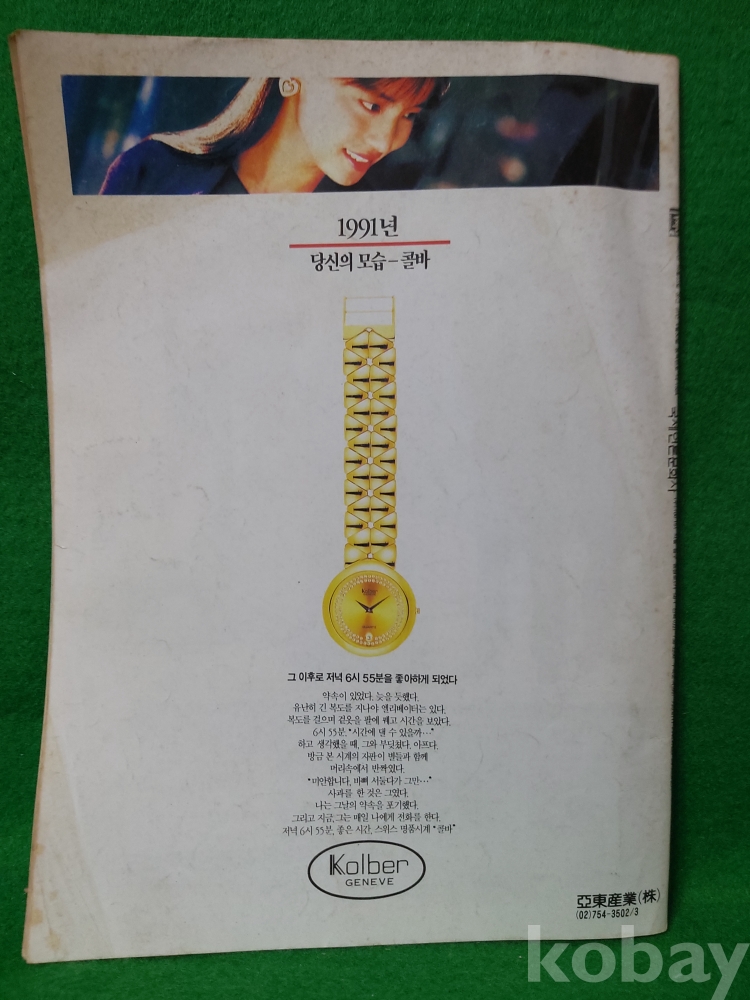 1991년
당신의 모습-콜바
Kolber
그 이후로 저녁 6시 55분을 좋아하게 되었다
약속이 있었다. 늦을 듯했다.
유난히 긴 복도를 지나야 엘리베이터는 있다.
복도를 걸으며 겉옷을 팔에 꿰고 시간을 보았다.
6시 55분. "시간에 댈 수 있을까…"
하고 생각했을 때, 그와 부딪쳤다. 아프다.
방금 본 시계의 자판이 별들과 함께
머리속에서 반짝였다.
"미안합니다, 바삐 서둘다가 그만…"
사과를 한 것은 그였다.
나는 그날의 약속을 포기했다.
그리고 지금, 그는 매일 나에게 전화를 한다.
저녁 6시 55분, 좋은 시간, 스위스 명품시계 "콜바"
Kolber
GENEVE
亞東産業(株)
(02)754-3502/3
kobay